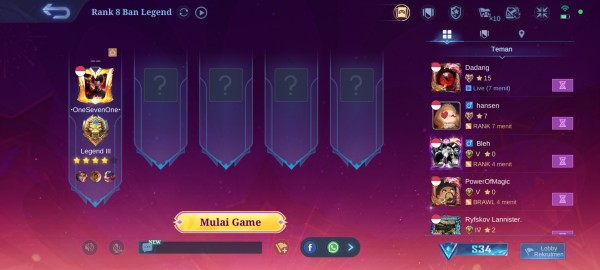 Rank 8 Ban Legend
x10
Teman
•OneSevenOne•
Legend III
Dadang
15
Live (7 menit)
hansen
7
RANK 7 menit
Bleh
V 0
RANK 4 menit
PowerOfMagic
V 0
BRAWL 4 menit
Ryfskov Lannister.
IV 2
Mulai Game
NEW
S34
Lobby
Rekrutmen